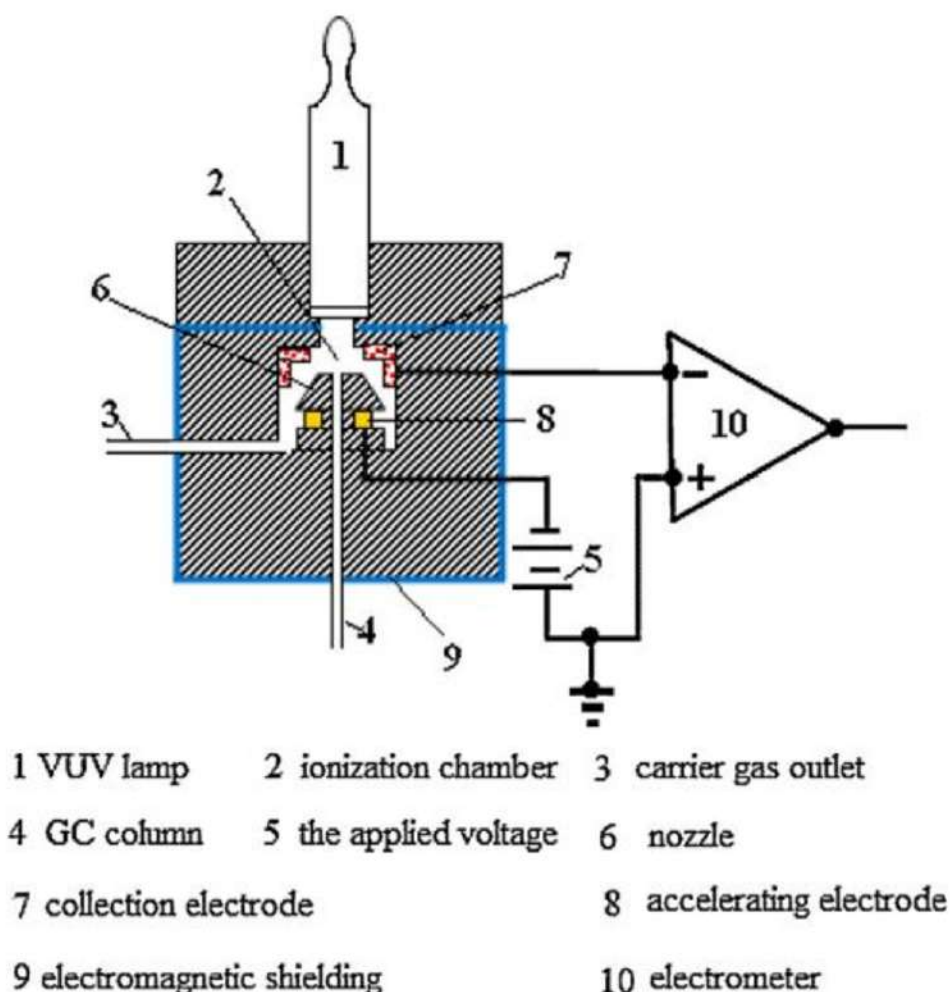 1
2
7
6
3
8
10
5
4
9
1 VUV lamp 2 ionization chamber 3 carrier gas outlet
4 GC column 5 the applied voltage 6 nozzle
7 collection electrode 8 accelerating electrode
9 electromagnetic shielding 10 electrometer